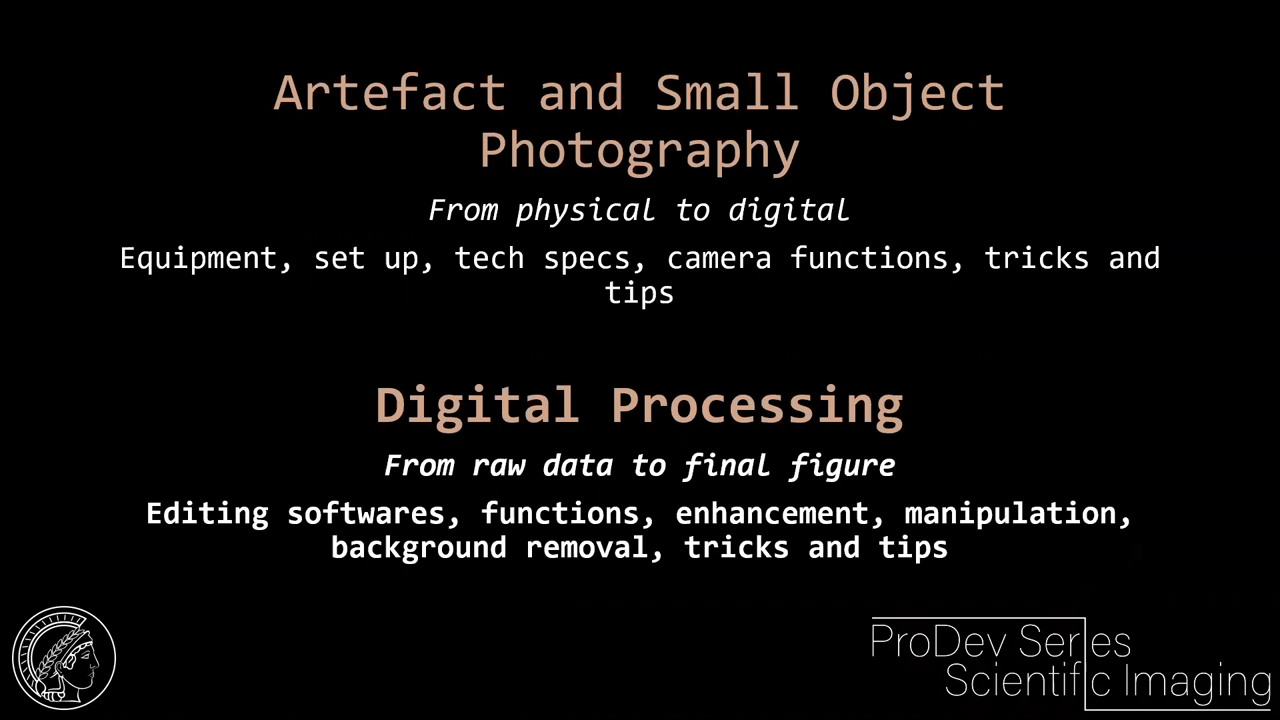 Artefact and Small Object
Photography
From physical to digital
Equipment, set up, tech specs, camera functions, tricks and
tips
Digital Processing
From raw data to final figure
Editing softwares, functions, enhancement, manipulation,
background removal, tricks and tips
ProDev Series
Scientific Imaging